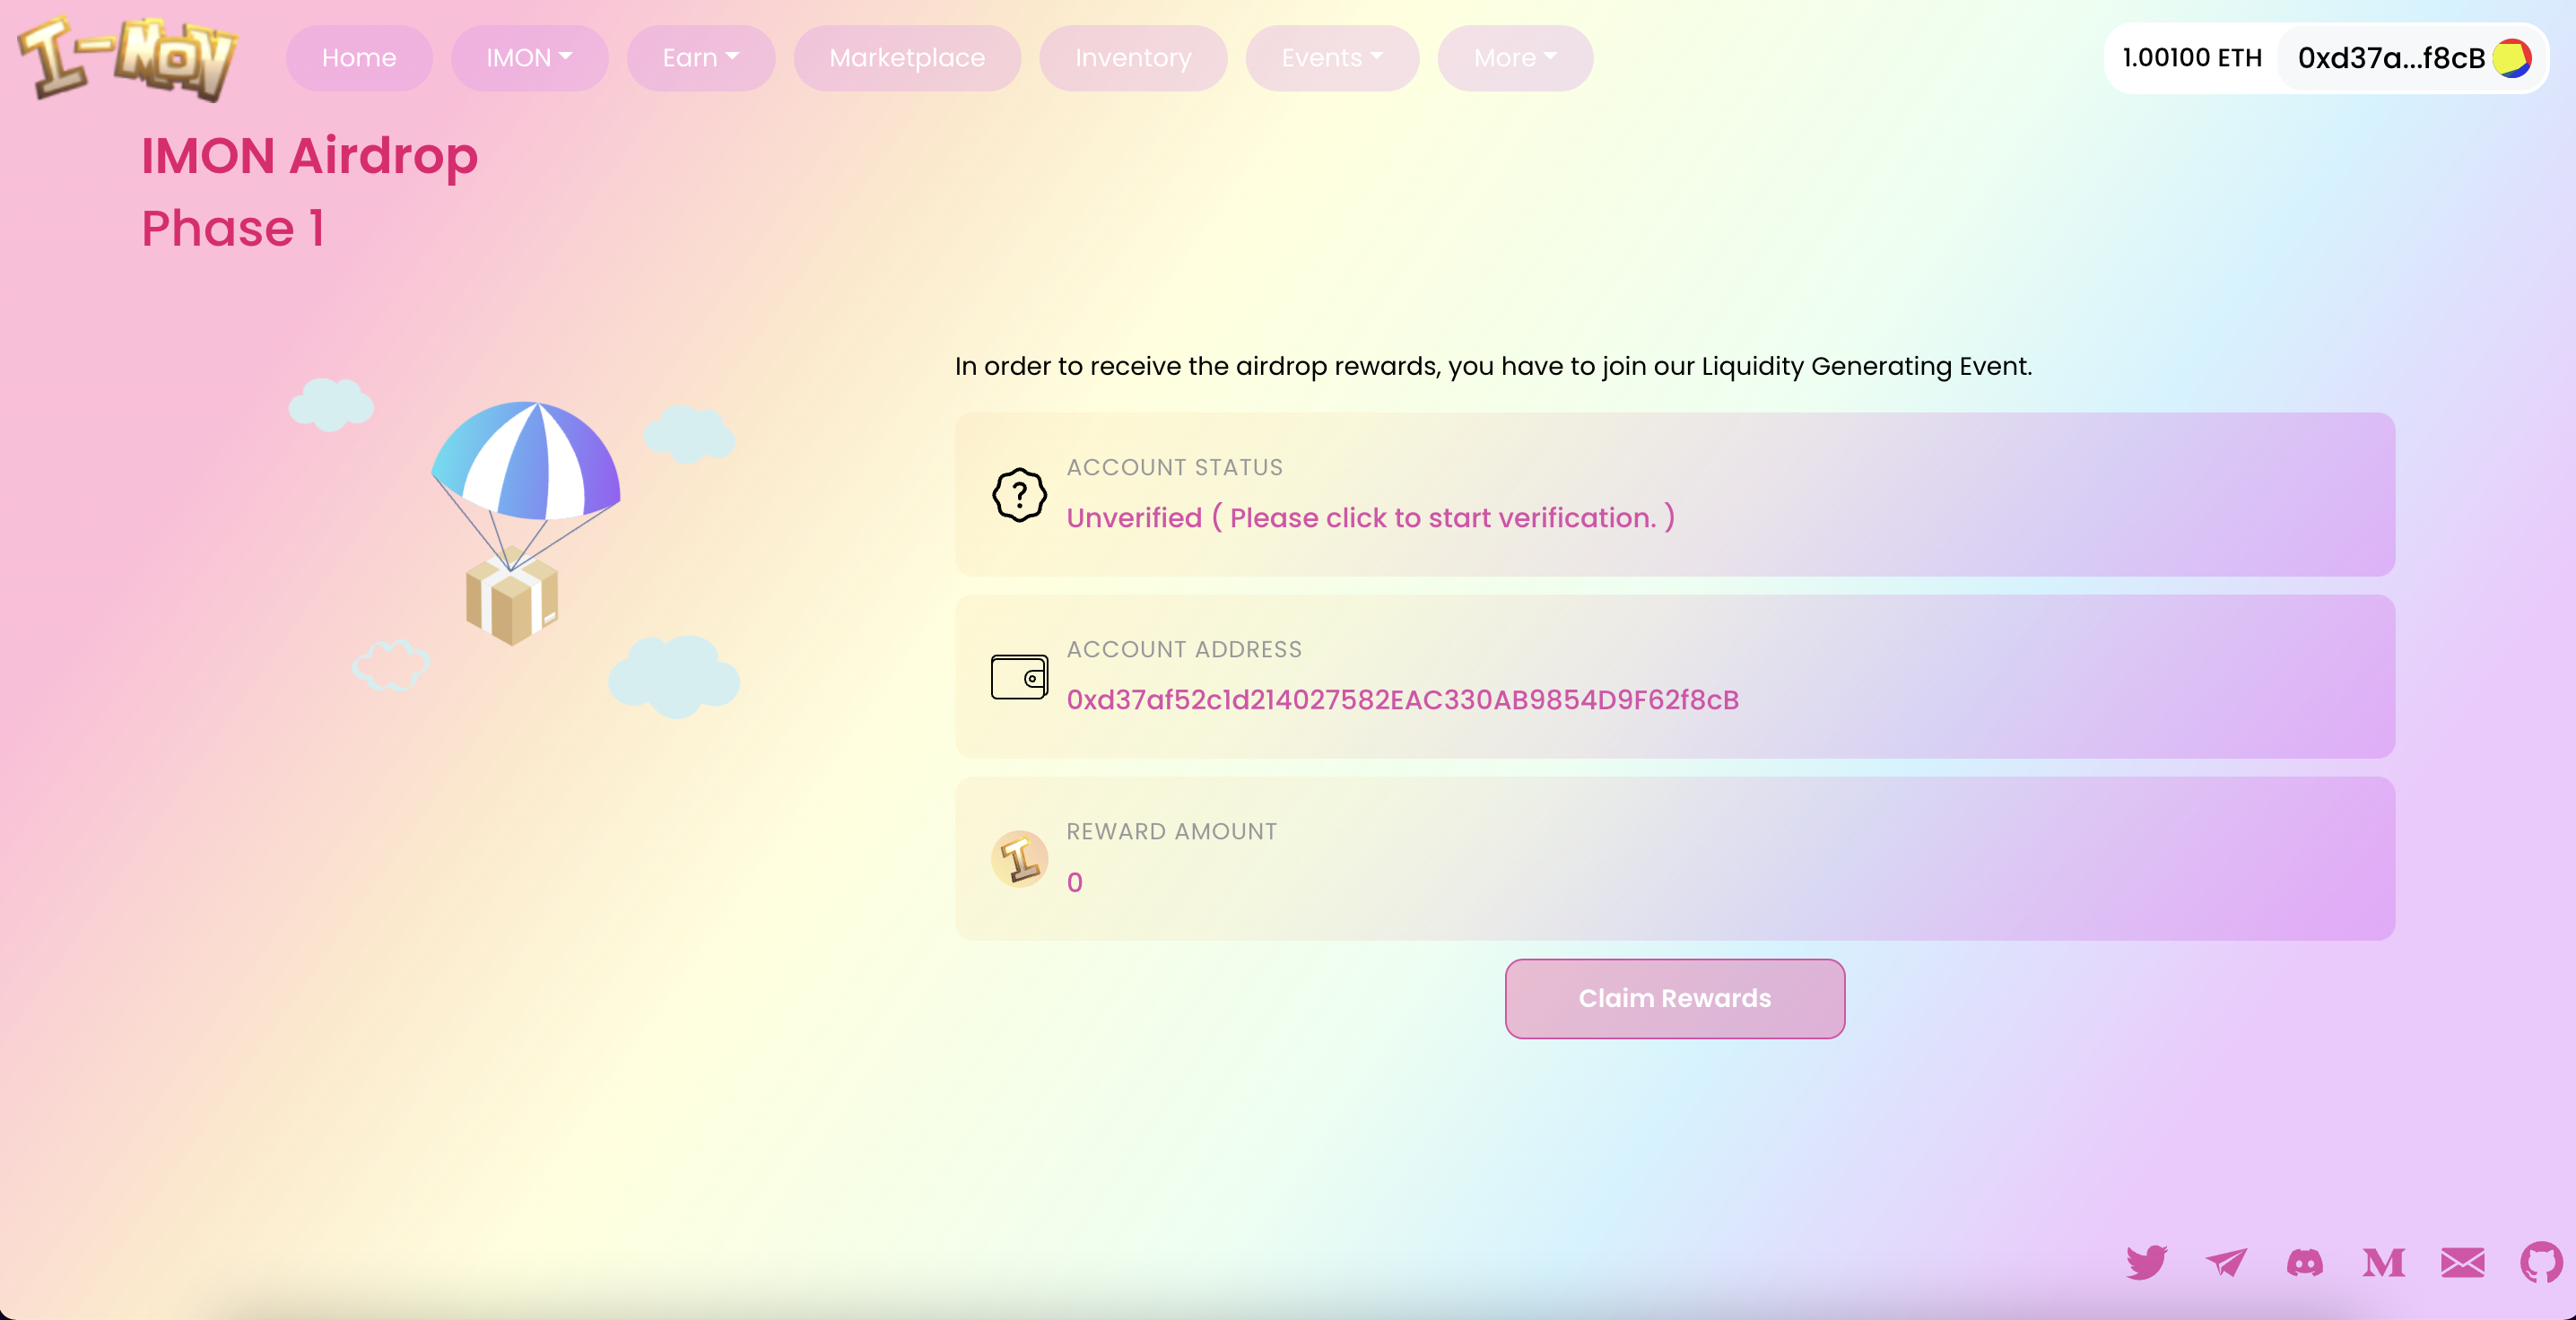 I-MON
Home IMON Earn Marketplace Inventory Events More
1.00100 ETH 0xd37a...f8cB
IMON Airdrop
Phase 1
In order to receive the airdrop rewards, you have to join our Liquidity Generating Event.
ACCOUNT STATUS
Unverified ( Please click to start verification. )
ACCOUNT ADDRESS
0xd37af52c1d214027582EAC330AB9854D9F62f8cB
REWARD AMOUNT
0
Claim Rewards